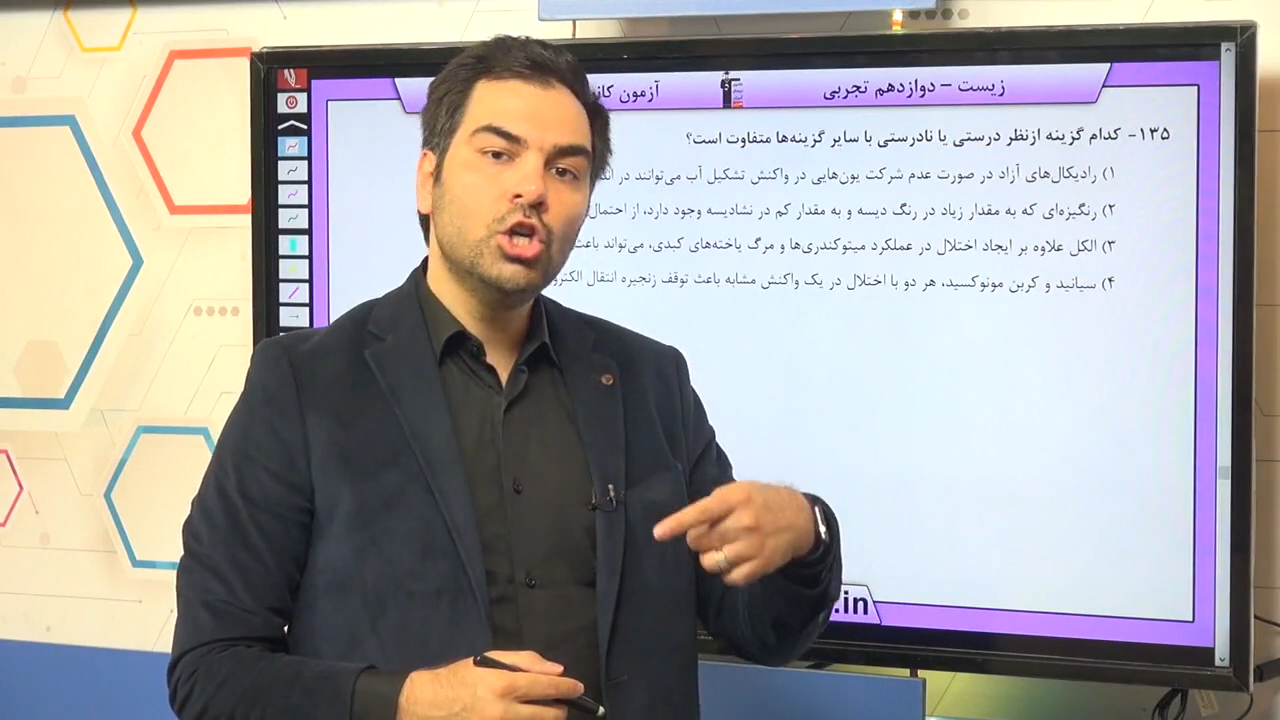 زیست – دوازدهم تجربی
آزمون
۱۳۵- کدام گزینه ازنظر درستی یا نادرستی با سایر گزینه‌ها متفاوت است؟
۱) رادیکال‌های آزاد در صورت عدم شرکت یون‌هایی در واکنش تشکیل آب می‌توانند در
۲) رنگیزه‌ای که به مقدار زیاد در رنگ دیسه و به مقدار کم در نشادیسه وجود دارد، از احتمال
۳) الکل علاوه بر ایجاد اختلال در عملکرد میتوکندری‌ها و مرگ یاخته‌های کبدی، می‌تواند باعث
۴) سیانید و کربن مونوکسید، هر دو با اختلال در یک واکنش مشابه باعث توقف زنجیره انتقال
.in